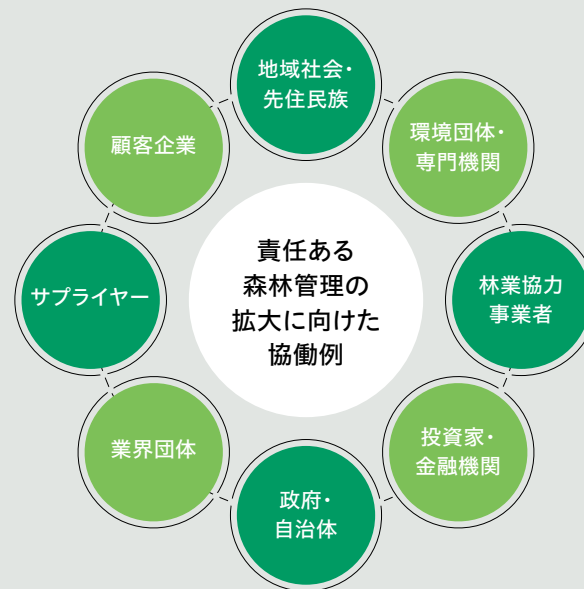 地域社会・
先住民族
環境団体・
専門機関
林業協力
事業者
投資家・
金融機関
政府・
自治体
業界団体
サプライヤー
顧客企業
責任ある
森林管理の
拡大に向けた
協働例